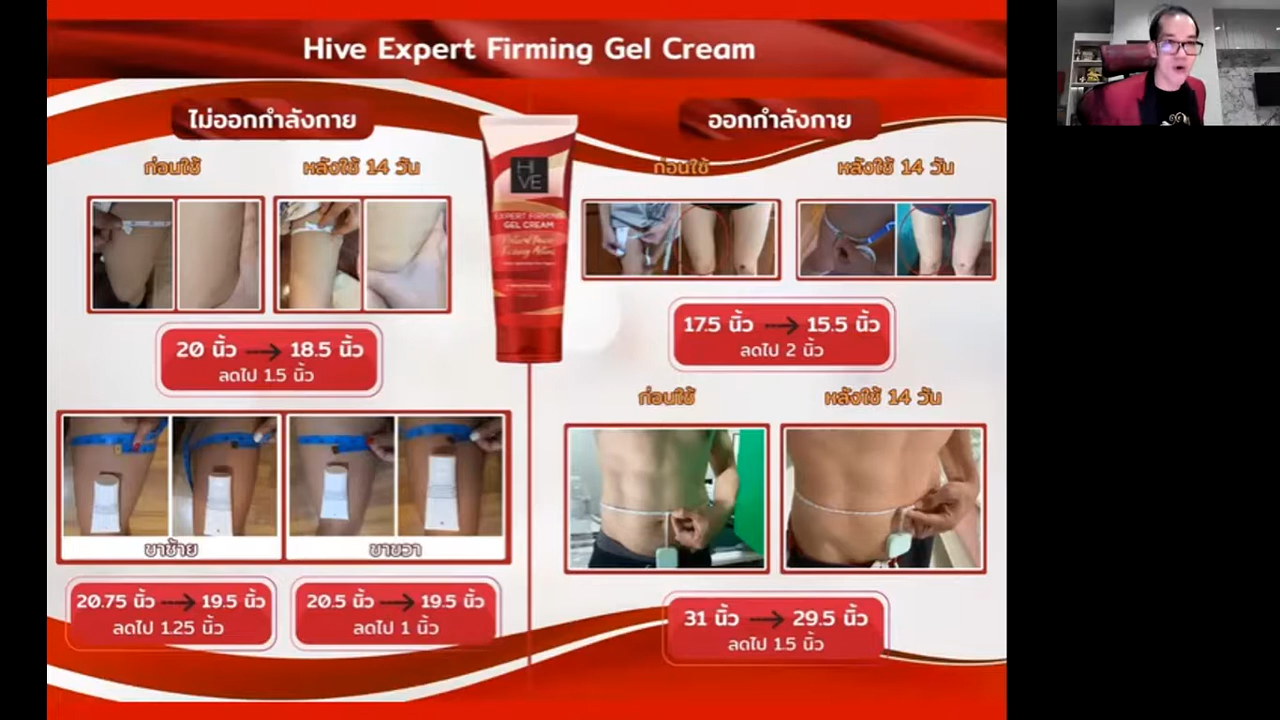 Hive Expert Firming Gel Cream
ไม่ออกกำลังกาย
ก่อนใช้
หลังใช้ 14 วัน
20 นิ้ว → 18.5 นิ้ว
ลดไป 1.5 นิ้ว
ขาซ้าย
ขาขวา
20.75 นิ้ว → 19.5 นิ้ว
ลดไป 1.25 นิ้ว
20.5 นิ้ว → 19.5 นิ้ว
ลดไป 1 นิ้ว
HI
VE
EXPERT FIRMING
GEL CREAM
ออกกำลังกาย
ก่อนใช้
หลังใช้ 14 วัน
17.5 นิ้ว → 15.5 นิ้ว
ลดไป 2 นิ้ว
ก่อนใช้
หลังใช้ 14 วัน
31 นิ้ว → 29.5 นิ้ว
ลดไป 1.5 นิ้ว